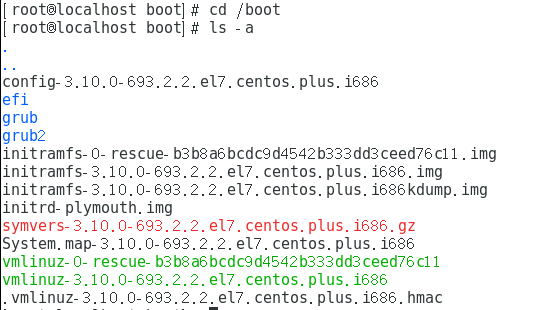 [root@localhost boot]# cd /boot
[root@localhost boot]# ls -a
.
..
config-3.10.0-693.2.2.el7.centos.plus.i686
efi
grub
grub2
initramfs-0-rescue-b3b8a6bcdc9d4542b333dd3ceed76c11.img
initramfs-3.10.0-693.2.2.el7.centos.plus.i686.img
initramfs-3.10.0-693.2.2.el7.centos.plus.i686kdump.img
initrd-plymouth.img
symvers-3.10.0-693.2.2.el7.centos.plus.i686.gz
System.map-3.10.0-693.2.2.el7.centos.plus.i686
vmlinuz-0-rescue-b3b8a6bcdc9d4542b333dd3ceed76c11
vmlinuz-3.10.0-693.2.2.el7.centos.plus.i686
.vmlinuz-3.10.0-693.2.2.el7.centos.plus.i686.hmac